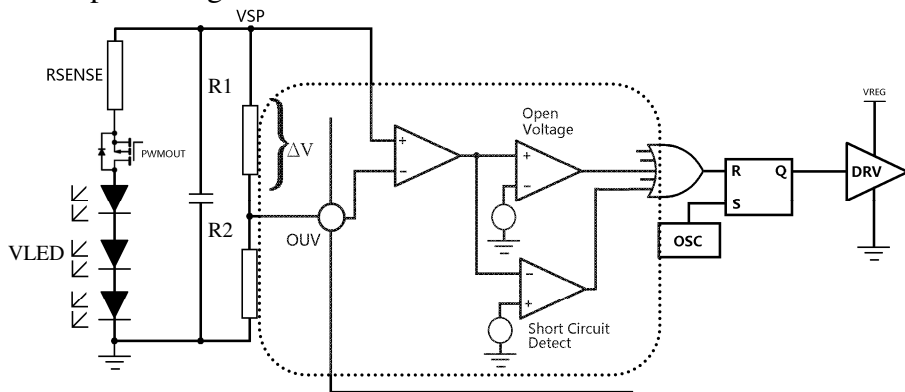 VSP
RSENSE
R1
ΔV
PWMOUT
R2
VLED
OUV
+
−
Open
Voltage
+
−
−
+
Short Circuit
Detect
R
Q
S
OSC
VREG
DRV